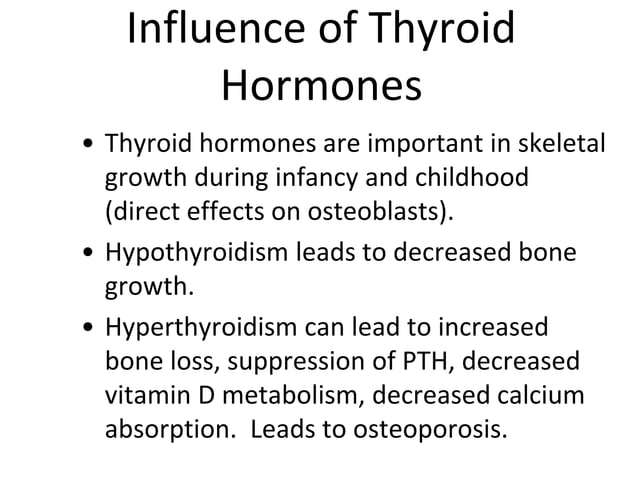 Influence of Thyroid
Hormones
• Thyroid hormones are important in skeletal
growth during infancy and childhood
(direct effects on osteoblasts).
• Hypothyroidism leads to decreased bone
growth.
• Hyperthyroidism can lead to increased
bone loss, suppression of PTH, decreased
vitamin D metabolism, decreased calcium
absorption.  Leads to osteoporosis.